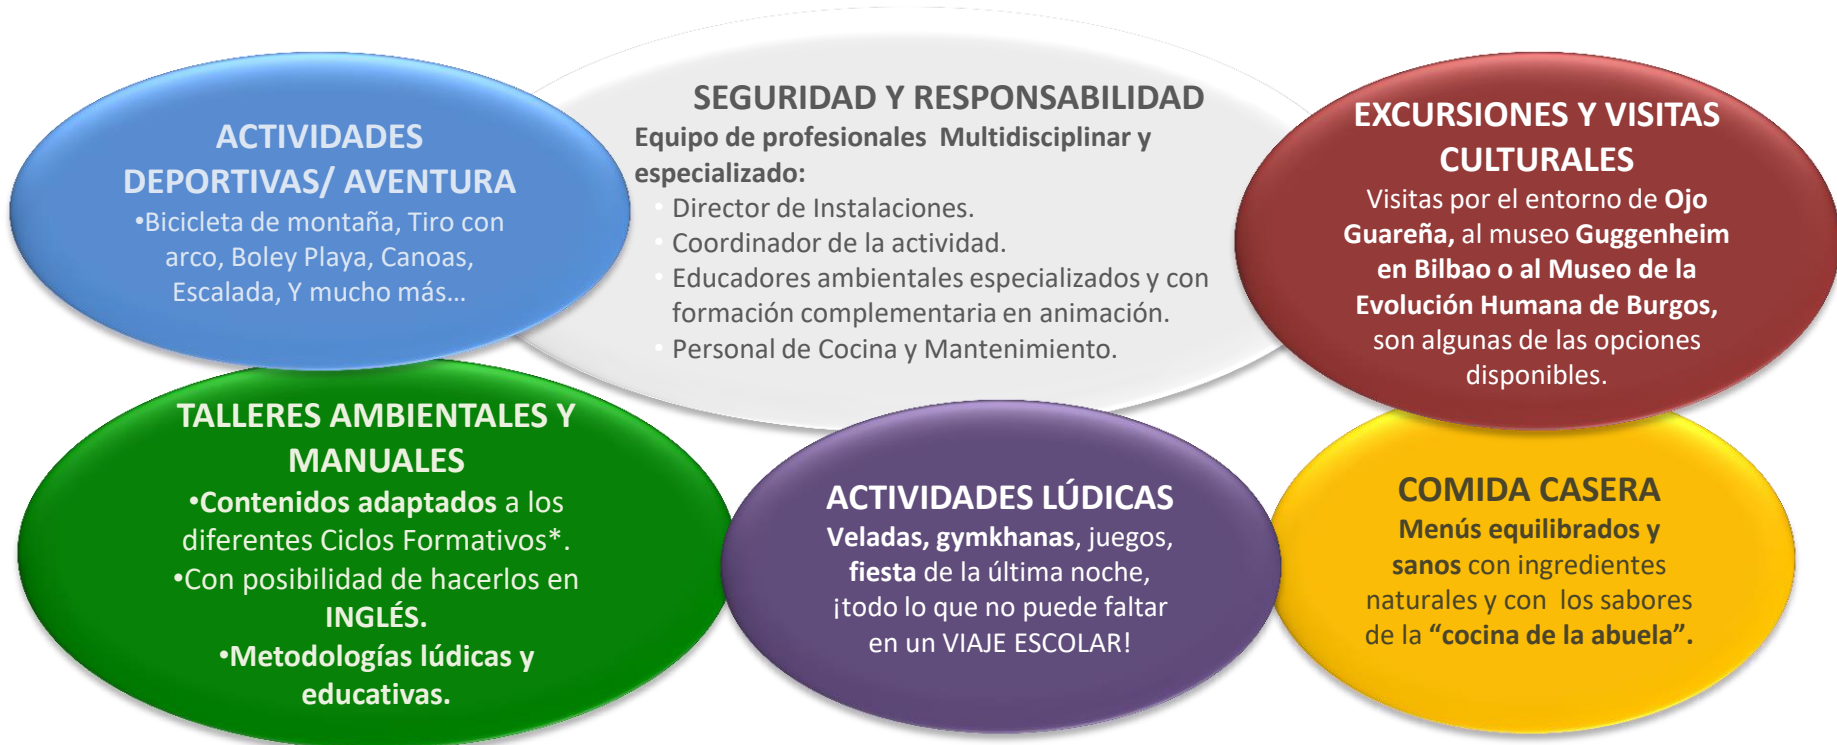 ACTIVIDADES
DEPORTIVAS/ AVENTURA
•Bicicleta de montaña, Tiro con
arco, Boley Playa, Canoas,
Escalada, Y mucho más...
SEGURIDAD Y RESPONSABILIDAD
Equipo de profesionales Multidisciplinar y
especializado:
• Director de Instalaciones.
• Coordinador de la actividad.
• Educadores ambientales especializados y con
formación complementaria en animación.
• Personal de Cocina y Mantenimiento.
EXCURSIONES Y VISITAS
CULTURALES
Visitas por el entorno de Ojo
Guareña, al museo Guggenheim
en Bilbao o al Museo de la
Evolución Humana de Burgos,
son algunas de las opciones
disponibles.
TALLERES AMBIENTALES Y
MANUALES
•Contenidos adaptados a los
diferentes Ciclos Formativos*.
•Con posibilidad de hacerlos en
INGLÉS.
•Metodologías lúdicas y
educativas.
ACTIVIDADES LÚDICAS
Veladas, gymkhanas, juegos,
fiesta de la última noche,
¡todo lo que no puede faltar
en un VIAJE ESCOLAR!
COMIDA CASERA
Menús equilibrados y
sanos con ingredientes
naturales y con los sabores
de la “cocina de la abuela”.